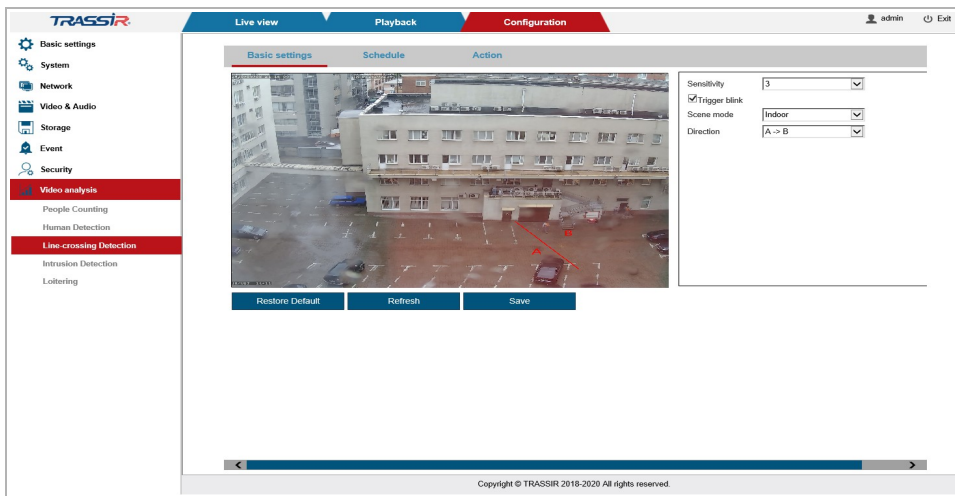 TRASSIR
Live view
Playback
Configuration
admin
Exit
Basic settings
System
Network
Video & Audio
Storage
Event
Security
Video analysis
People Counting
Human Detection
Line-crossing Detection
Intrusion Detection
Loitering
Basic settings
Schedule
Action
B
A
Sensitivity
3
Trigger blink
Scene mode
Indoor
Direction
A -> B
Restore Default
Refresh
Save
Copyright © TRASSIR 2018-2020 All rights reserved.